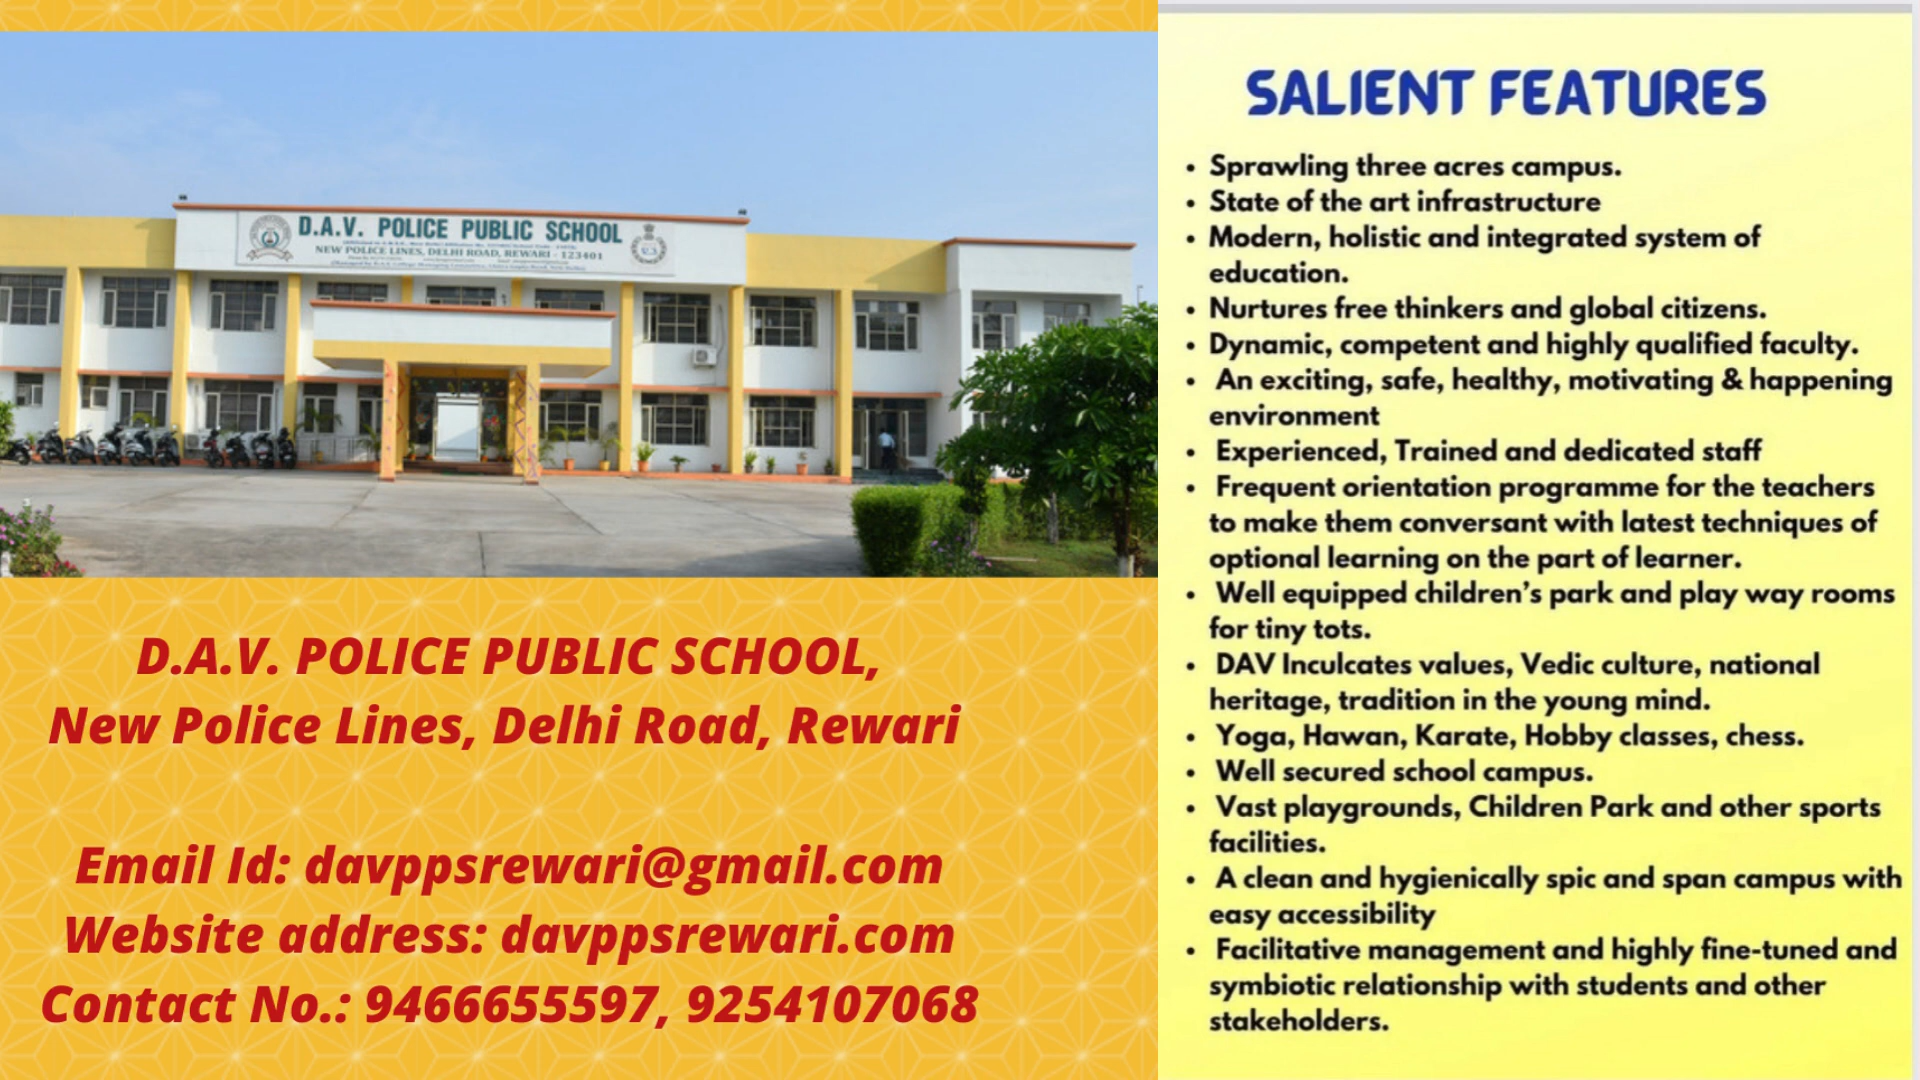 D.A.V. POLICE PUBLIC SCHOOL
NEW POLICE LINES, DELHI ROAD, REWARI - 123401
D.A.V. POLICE PUBLIC SCHOOL,
New Police Lines, Delhi Road, Rewari
Email Id: davppsrewari@gmail.com
Website address: davppsrewari.com
Contact No.: 9466655597, 9254107068
SALIENT FEATURES
• Sprawling three acres campus.
• State of the art infrastructure
• Modern, holistic and integrated system of
education.
• Nurtures free thinkers and global citizens.
• Dynamic, competent and highly qualified faculty.
• An exciting, safe, healthy, motivating & happening
environment
• Experienced, Trained and dedicated staff
• Frequent orientation programme for the teachers
to make them conversant with latest techniques of
optional learning on the part of learner.
• Well equipped children's park and play way rooms
for tiny tots.
• DAV Inculcates values, Vedic culture, national
heritage, tradition in the young mind.
• Yoga, Hawan, Karate, Hobby classes, chess.
• Well secured school campus.
• Vast playgrounds, Children Park and other sports
facilities.
• A clean and hygienically spic and span campus with
easy accessibility
• Facilitative management and highly fine-tuned and
symbiotic relationship with students and other
stakeholders.